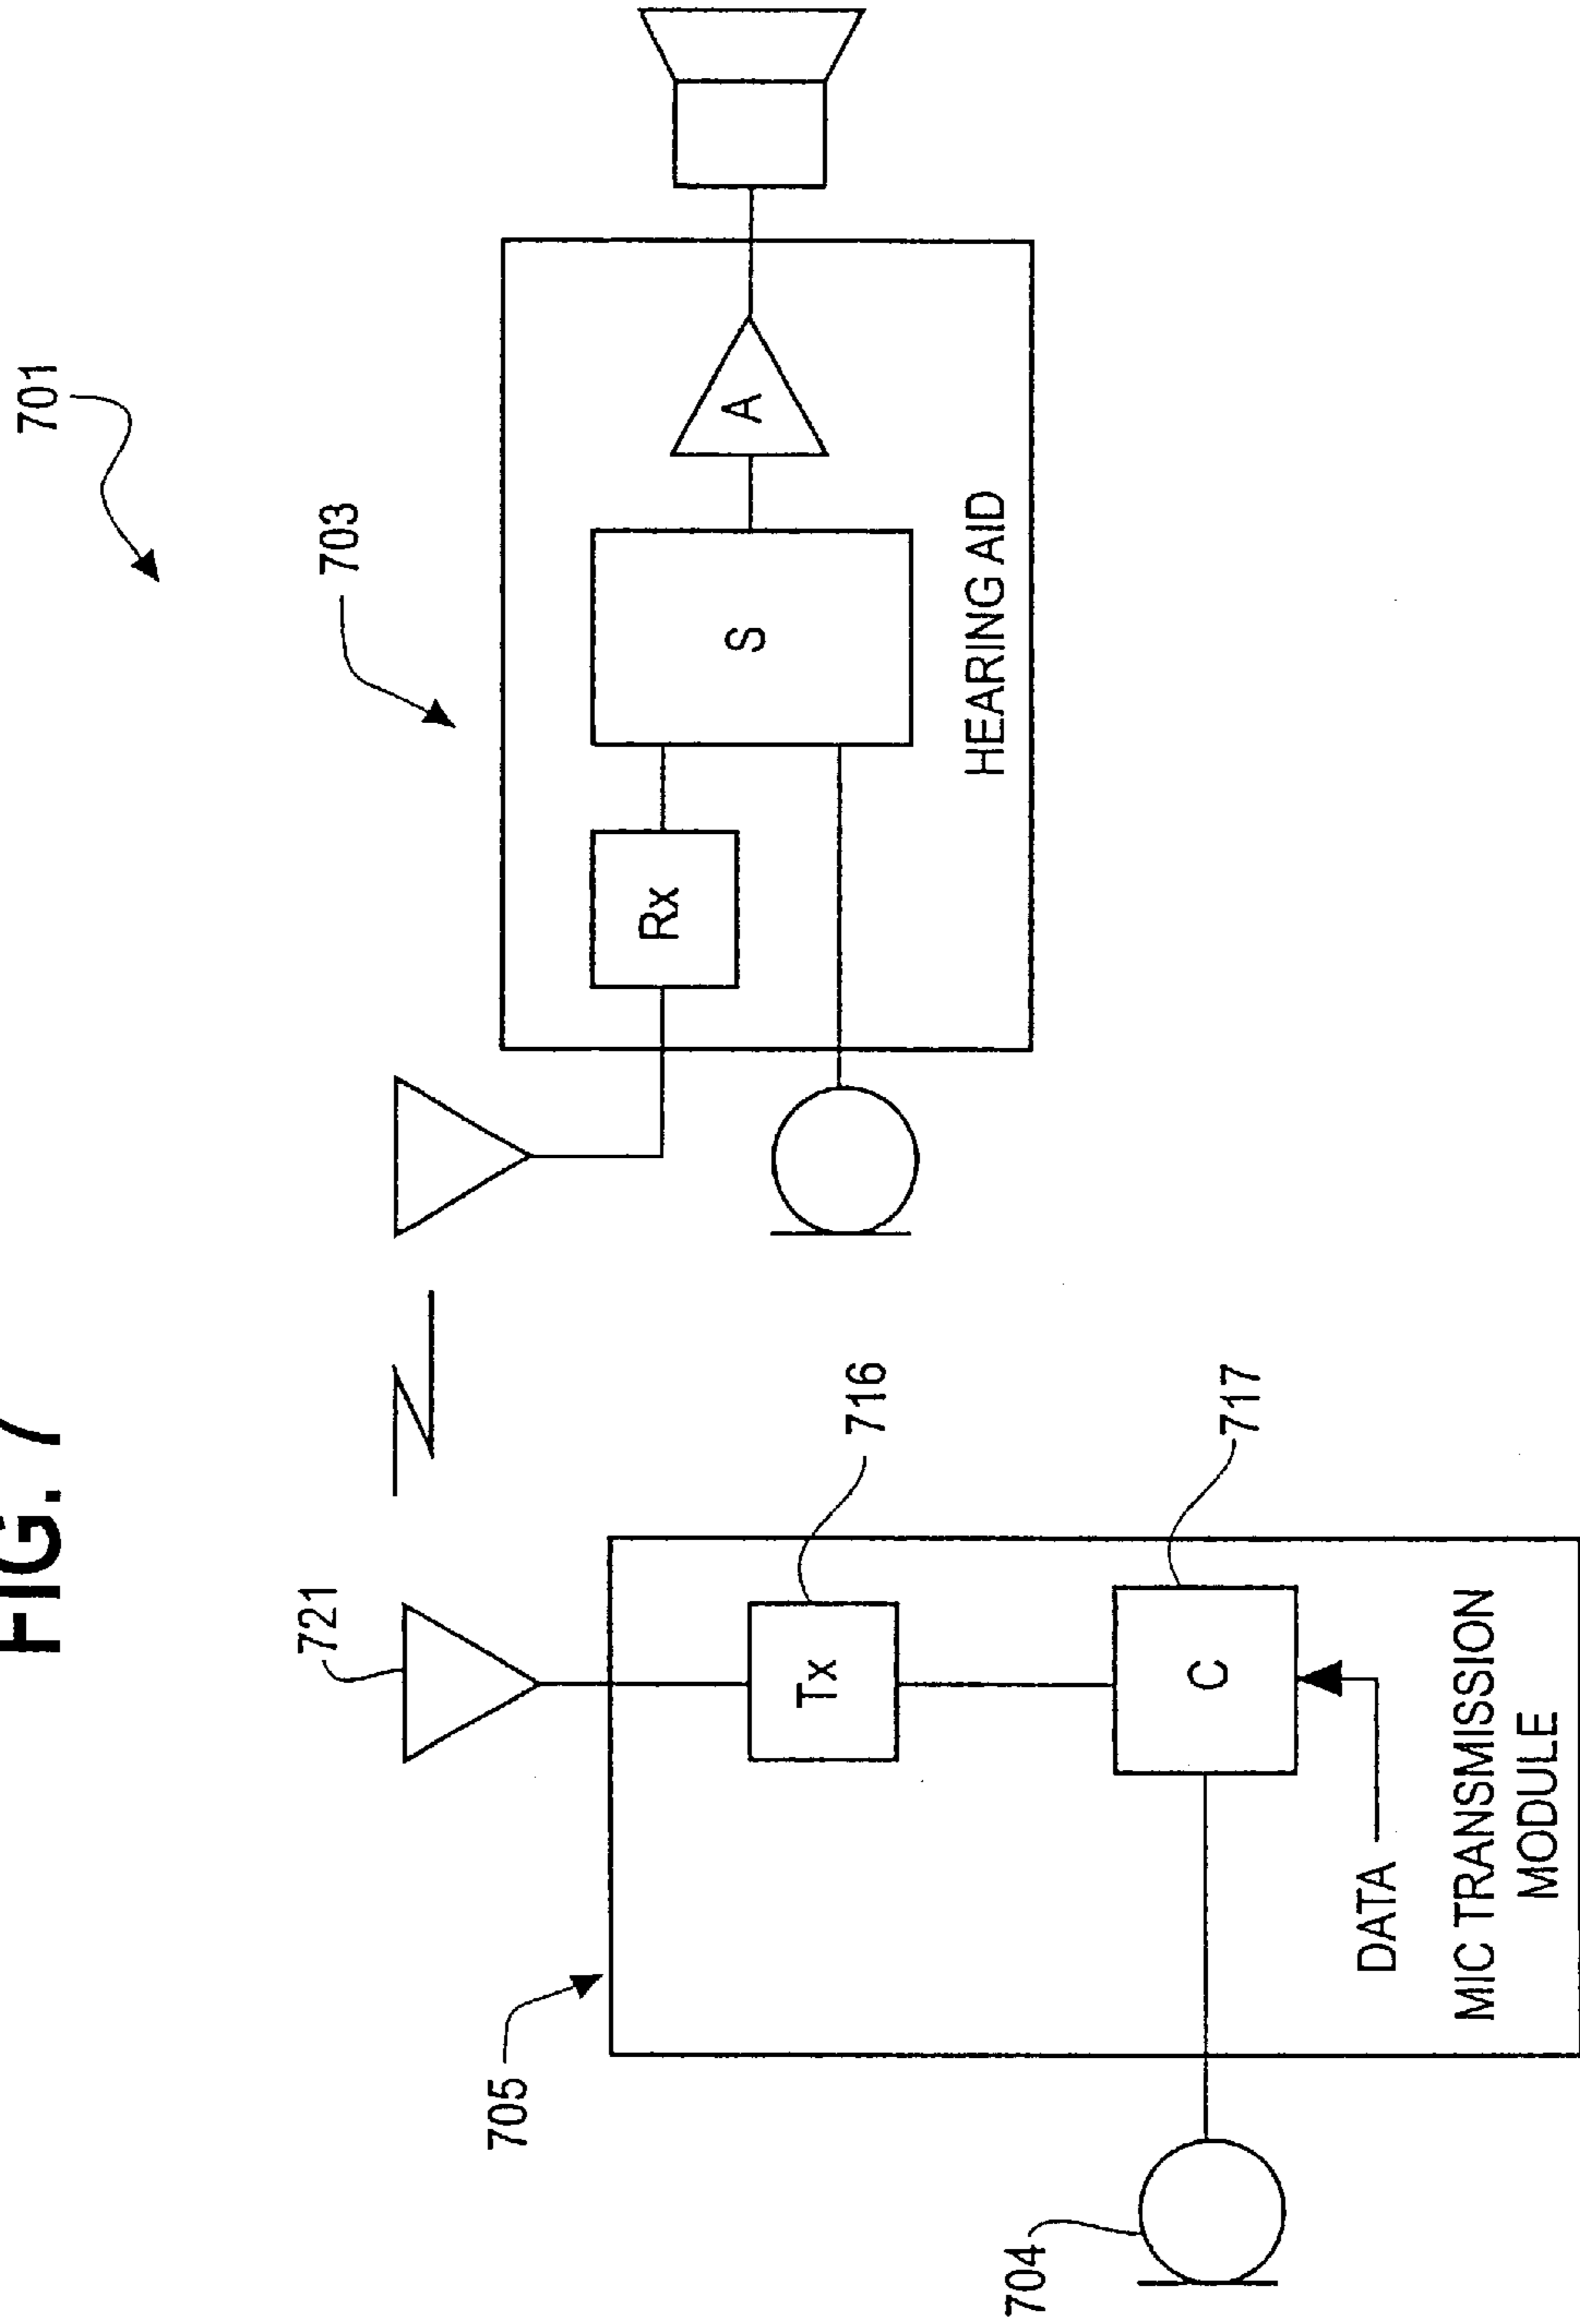 FIG. 7
701
703
721
705
716
717
704
Tx
C
DATA
MIC TRANSMISSION
MODULE
Rx
S
A
HEARING AID